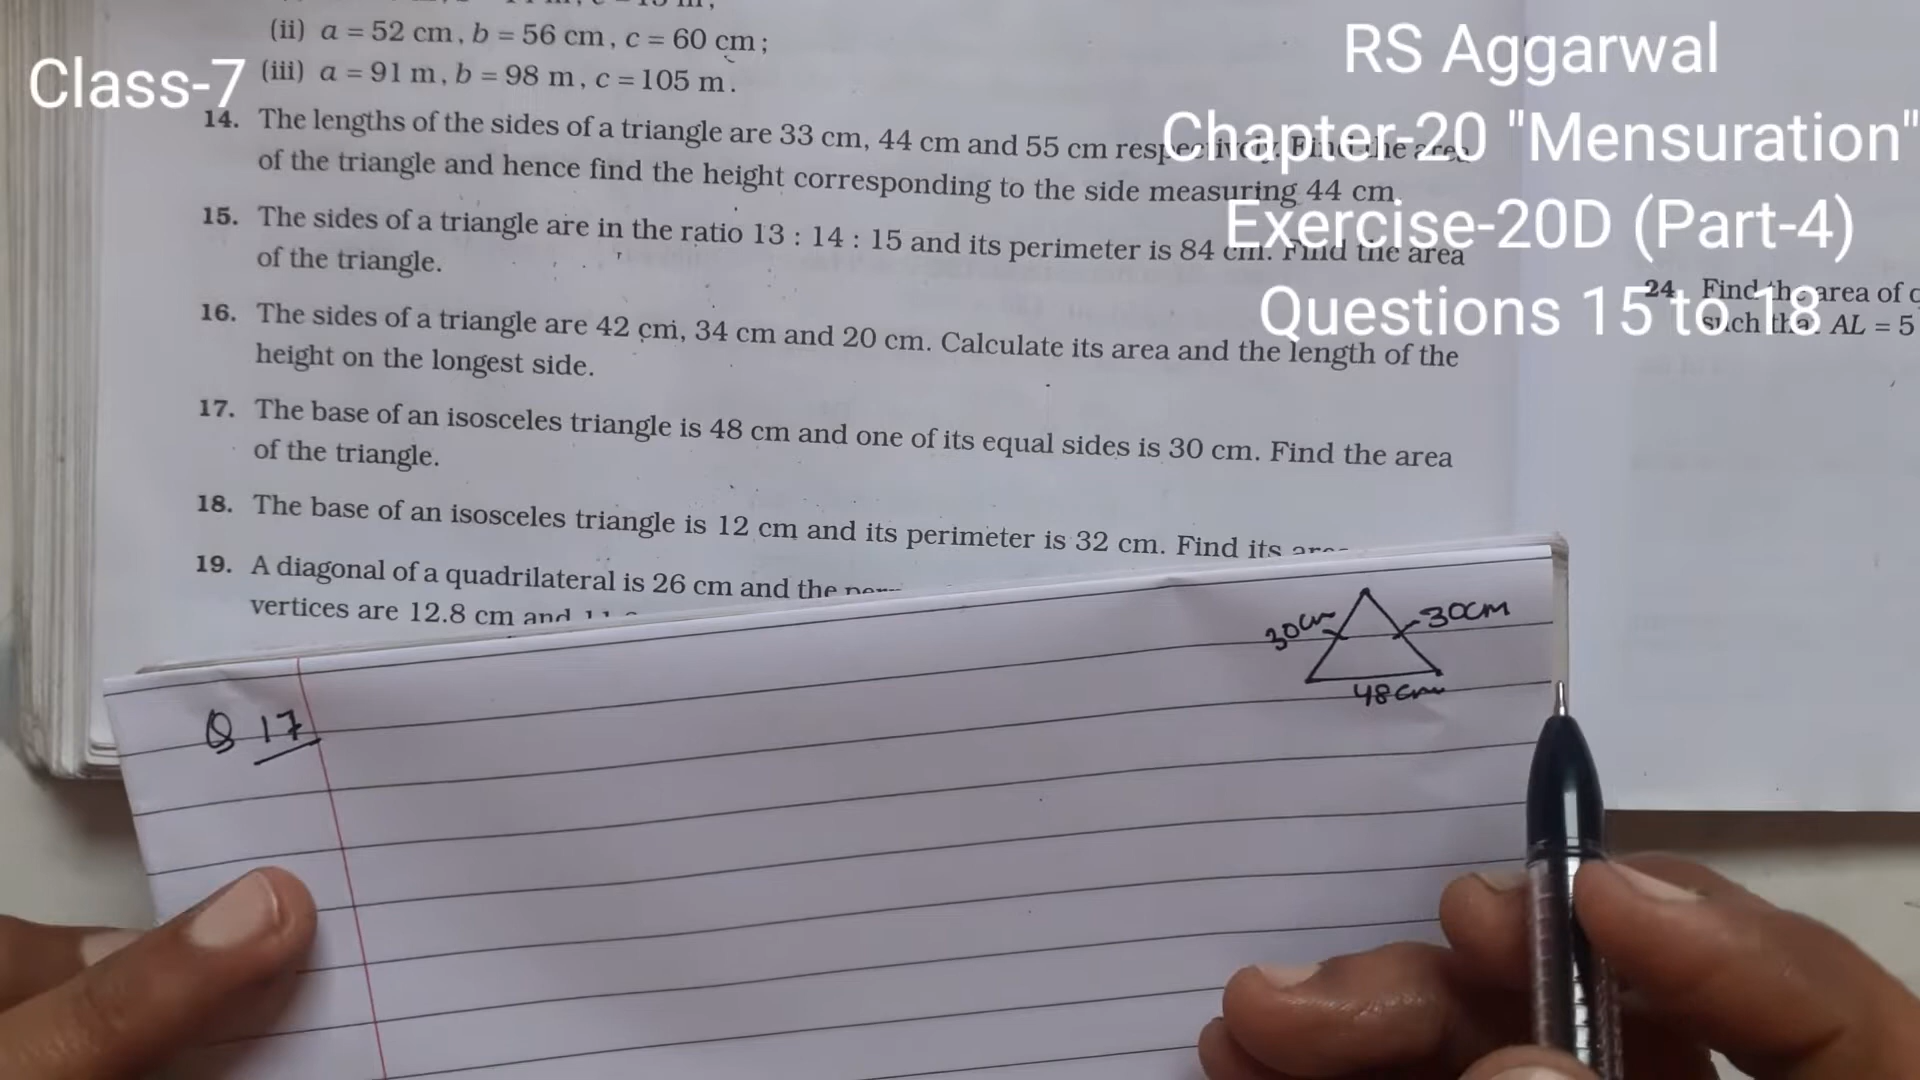 (ii) a = 52 cm, b = 56 cm, c = 60 cm;
(iii) a = 91 m, b = 98 m, c = 105 m.
Class-7
RS Aggarwal
Chapter-20 "Mensuration"
Exercise-20D (Part-4)
Questions 15 to 18
14. The lengths of the sides of a triangle are 33 cm, 44 cm and 55 cm respectively. Find the area
of the triangle and hence find the height corresponding to the side measuring 44 cm.
15. The sides of a triangle are in the ratio 13 : 14 : 15 and its perimeter is 84 cm. Find the area
of the triangle.
16. The sides of a triangle are 42 cm, 34 cm and 20 cm. Calculate its area and the length of the
height on the longest side.
17. The base of an isosceles triangle is 48 cm and one of its equal sides is 30 cm. Find the area
of the triangle.
18. The base of an isosceles triangle is 12 cm and its perimeter is 32 cm. Find its
19. A diagonal of a quadrilateral is 26 cm and the
vertices are 12.8 cm and
24 Find the area of
such that AL = 5
30cm
30cm
48cm
Q 17